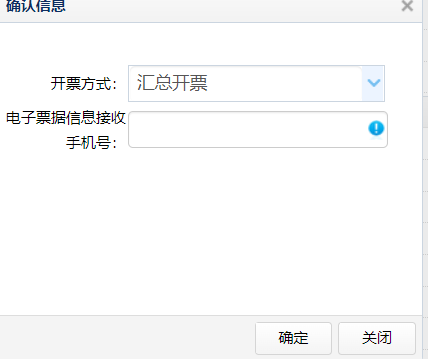 确认信息
开票方式：
汇总开票
电子票据信息接收
手机号：
确定
关闭